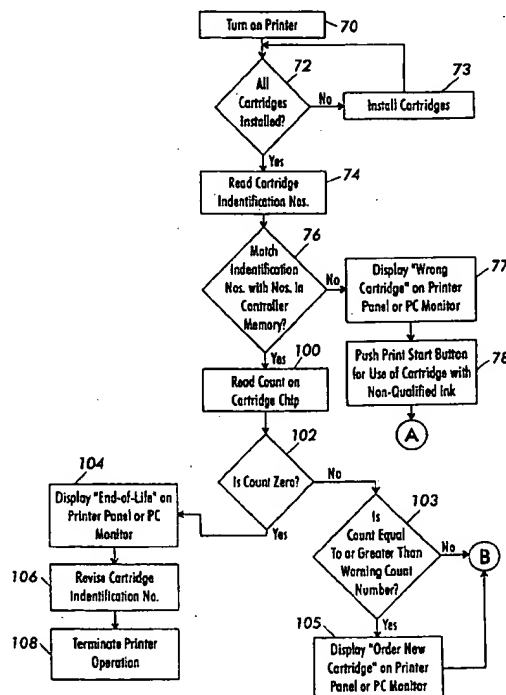 Turn on Printer
70
72
All
Cartridges
Installed?
No
73
Install Cartridges
Yes
Read Cartridge
Indentification Nos.
74
76
Match
Indentification
Nos. with Nos. in
Controller
Memory?
No
Display "Wrong
Cartridge" on Printer
Panel or PC Monitor
77
Yes
100
Read Count on
Cartridge Chip
Push Print Start Button
for Use of Cartridge with
Non-Qualified Ink
78
A
102
Is Count Zero?
No
Yes
104
Display "End-of-Life" on
Printer Panel or PC
Monitor
103
Is
Count Equal
To or Greater Than
Warning Count
Number?
No
B
106
Revise Cartridge
Indentification No.
Yes
108
Terminate Printer
Operation
105
Display "Order New
Cartridge" on Printer
Panel or PC Monitor